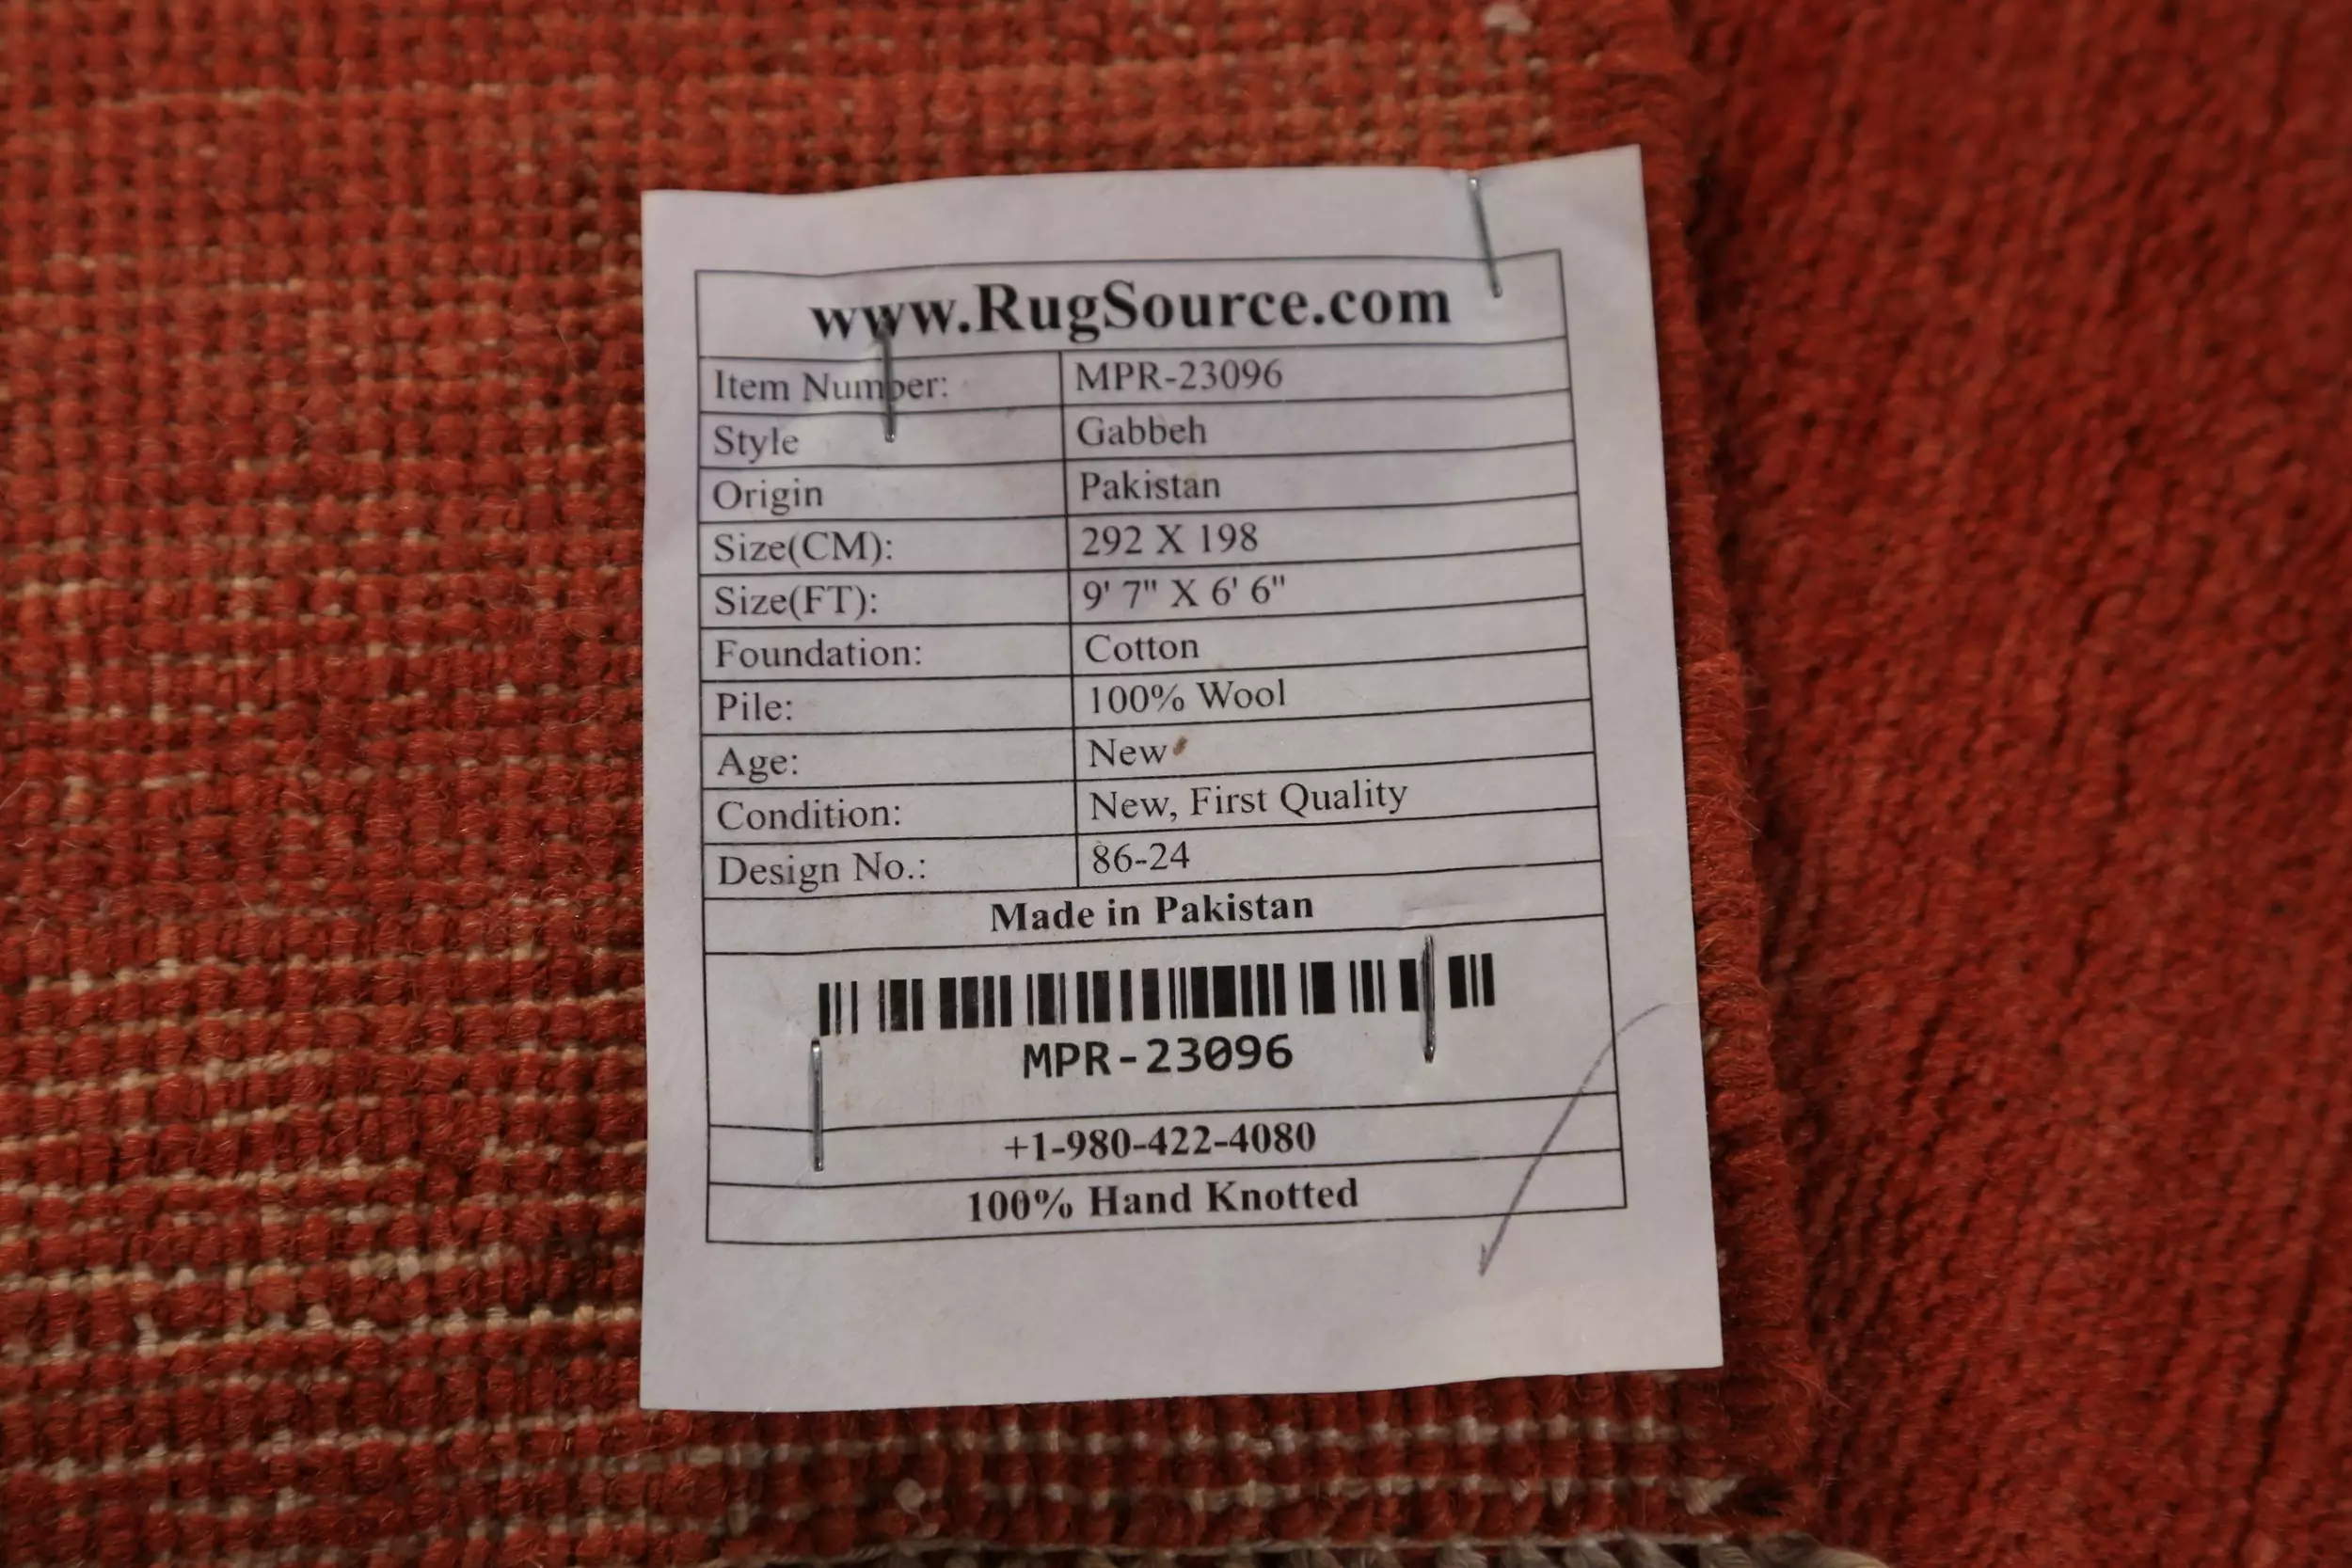 www.RugSource.com
Item Number: MPR-23096
Style Gabbeh
Origin Pakistan
Size(CM): 292 X 198
Size(FT): 9' 7" X 6' 6"
Foundation: Cotton
Pile: 100% Wool
Age: New
Condition: New, First Quality
Design No.: 86-24
Made in Pakistan
MPR-23096
+1-980-422-4080
100% Hand Knotted